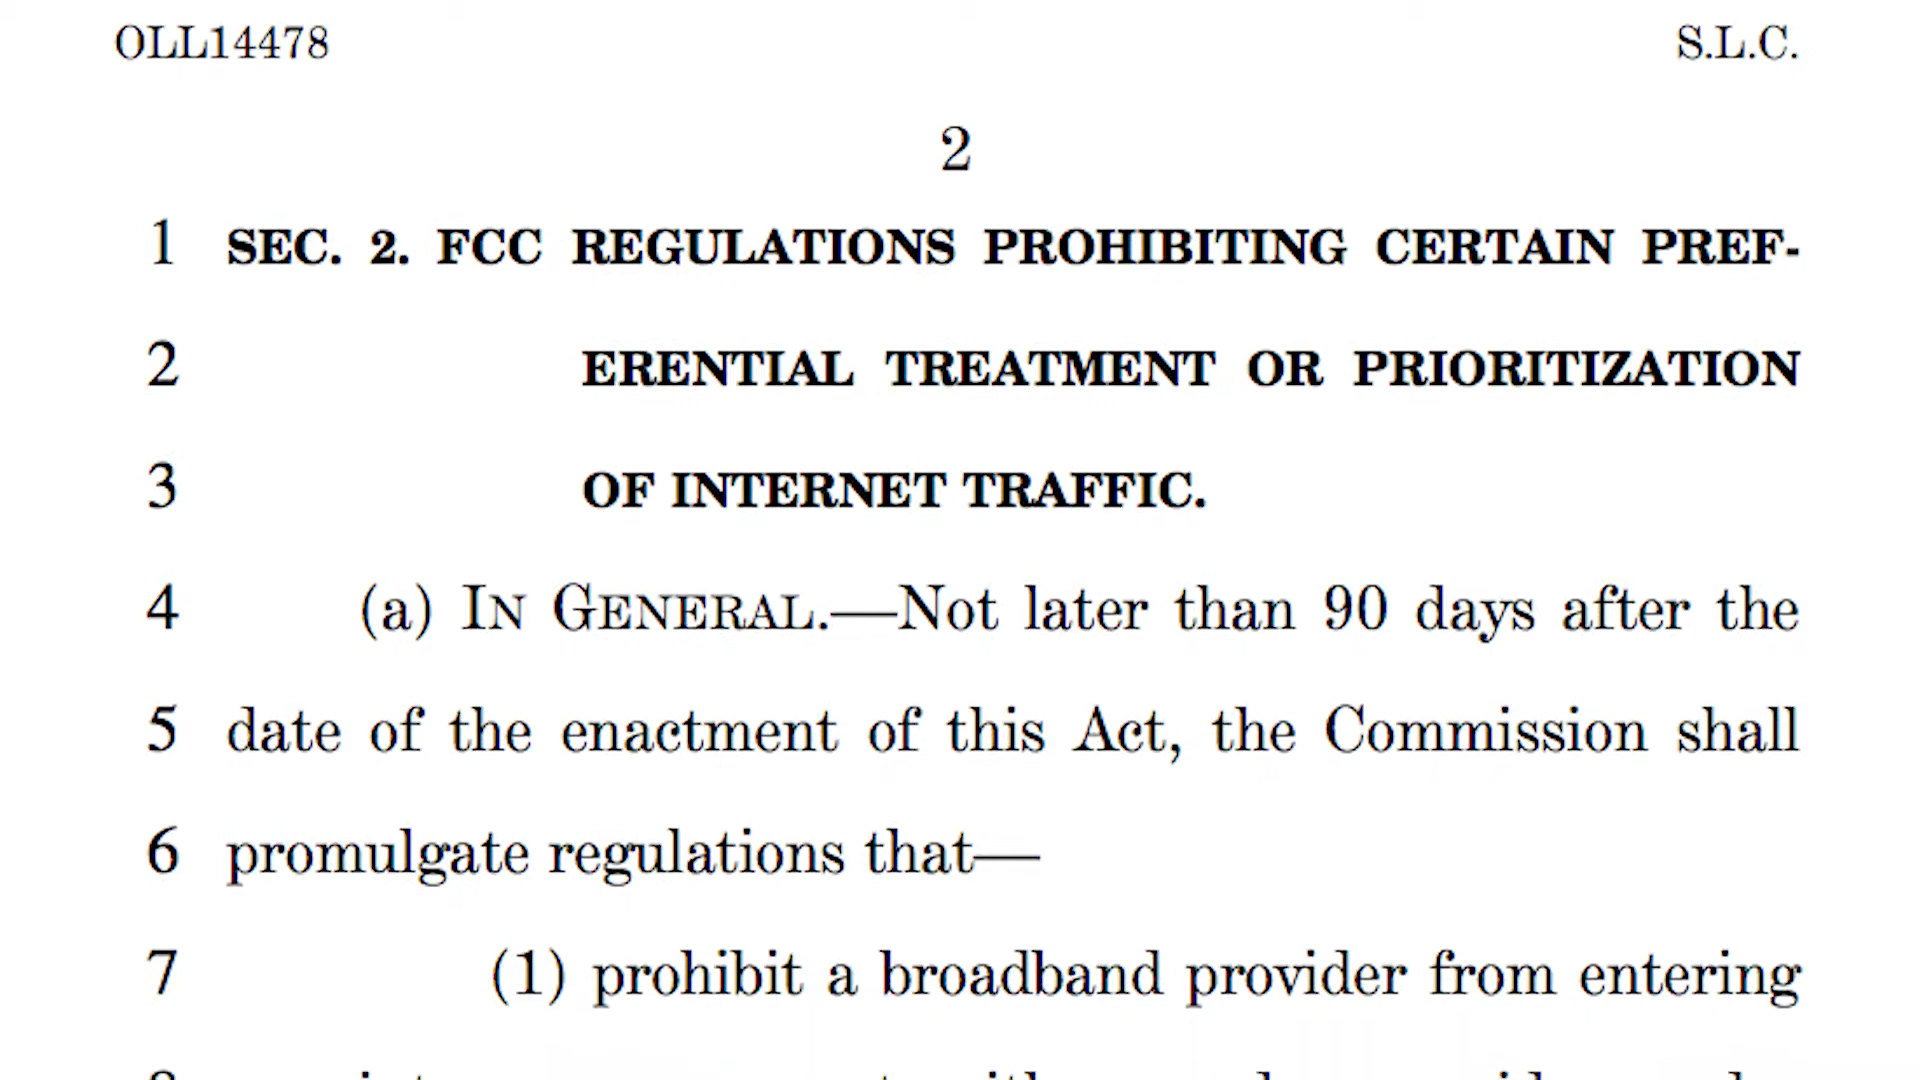 OLL14478 S.L.C.
2
1 SEC. 2. FCC REGULATIONS PROHIBITING CERTAIN PREF-
2 ERENTIAL TREATMENT OR PRIORITIZATION
3 OF INTERNET TRAFFIC.
4 (a) IN GENERAL.—Not later than 90 days after the
5 date of the enactment of this Act, the Commission shall
6 promulgate regulations that—
7 (1) prohibit a broadband provider from entering